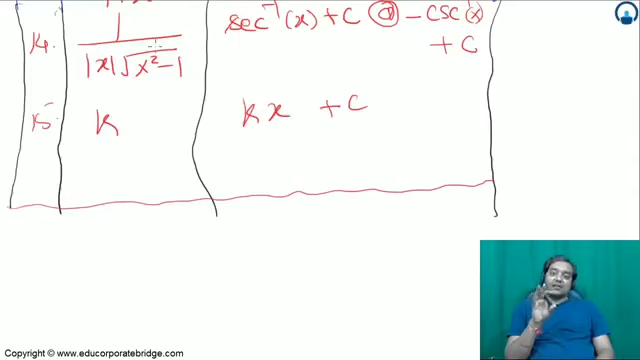 14. 1/(|x|√(x²-1)) sec⁻¹(x) + C or - csc⁻¹(x) + C
15. k kx + C
Copyright © www.educorporatebridge.com